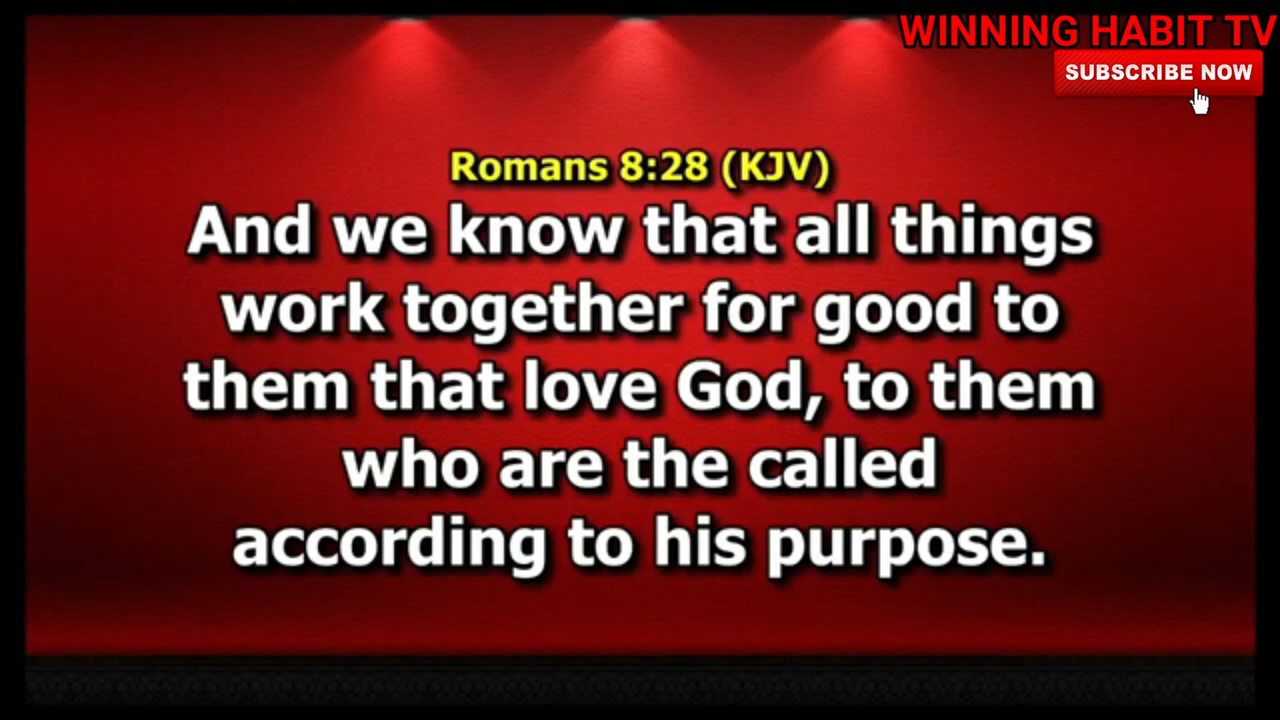 WINNING HABIT TV
SUBSCRIBE NOW
Romans 8:28 (KJV)
And we know that all things
work together for good to
them that love God, to them
who are the called
according to his purpose.